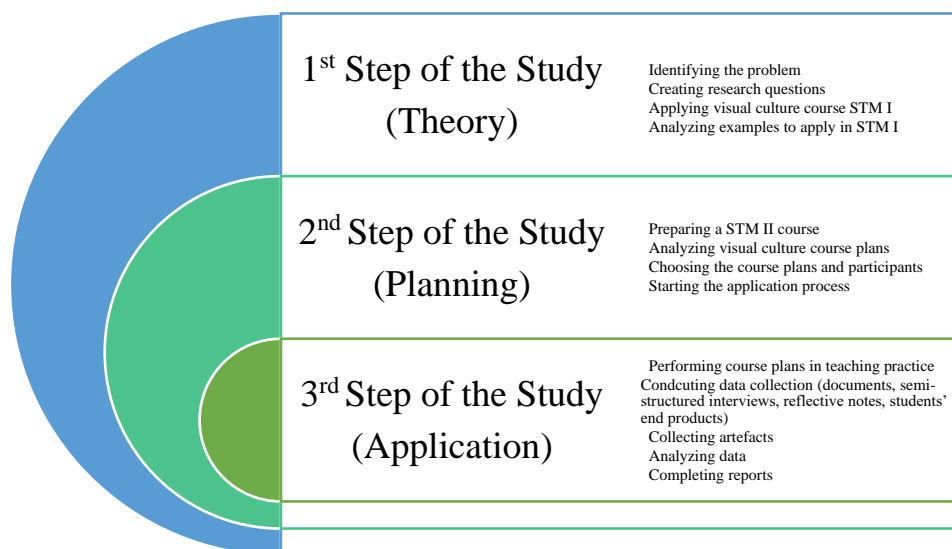 1st Step of the Study
(Theory)
Identifying the problem
Creating research questions
Applying visual culture course STM I
Analyzing examples to apply in STM I
2nd Step of the Study
(Planning)
Preparing a STM II course
Analyzing visual culture course plans
Choosing the course plans and participants
Starting the application process
3rd Step of the Study
(Application)
Performing course plans in teaching practice
Condcuting data collection (documents, semi-
structured interviews, reflective notes, students'
end products)
Collecting artefacts
Analyzing data
Completing reports